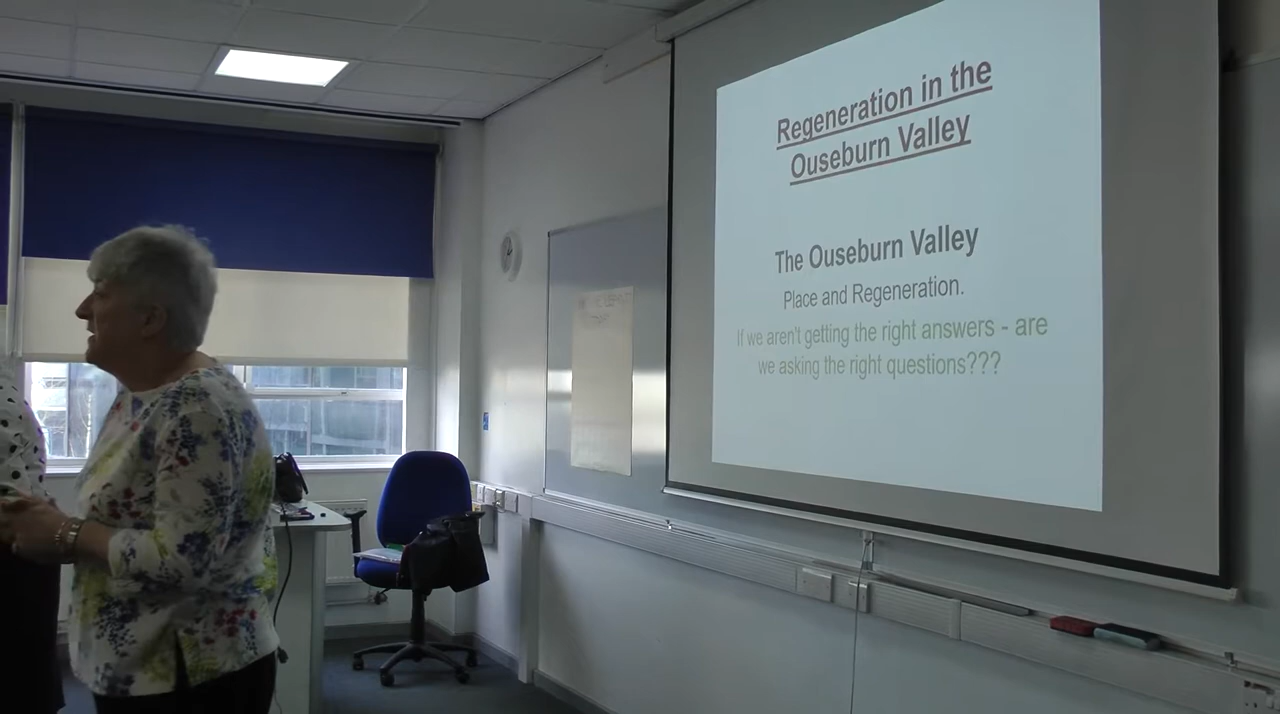 Regeneration in the
Ouseburn Valley
The Ouseburn Valley
Place and Regeneration.
If we aren't getting the right answers - are
we asking the right questions???